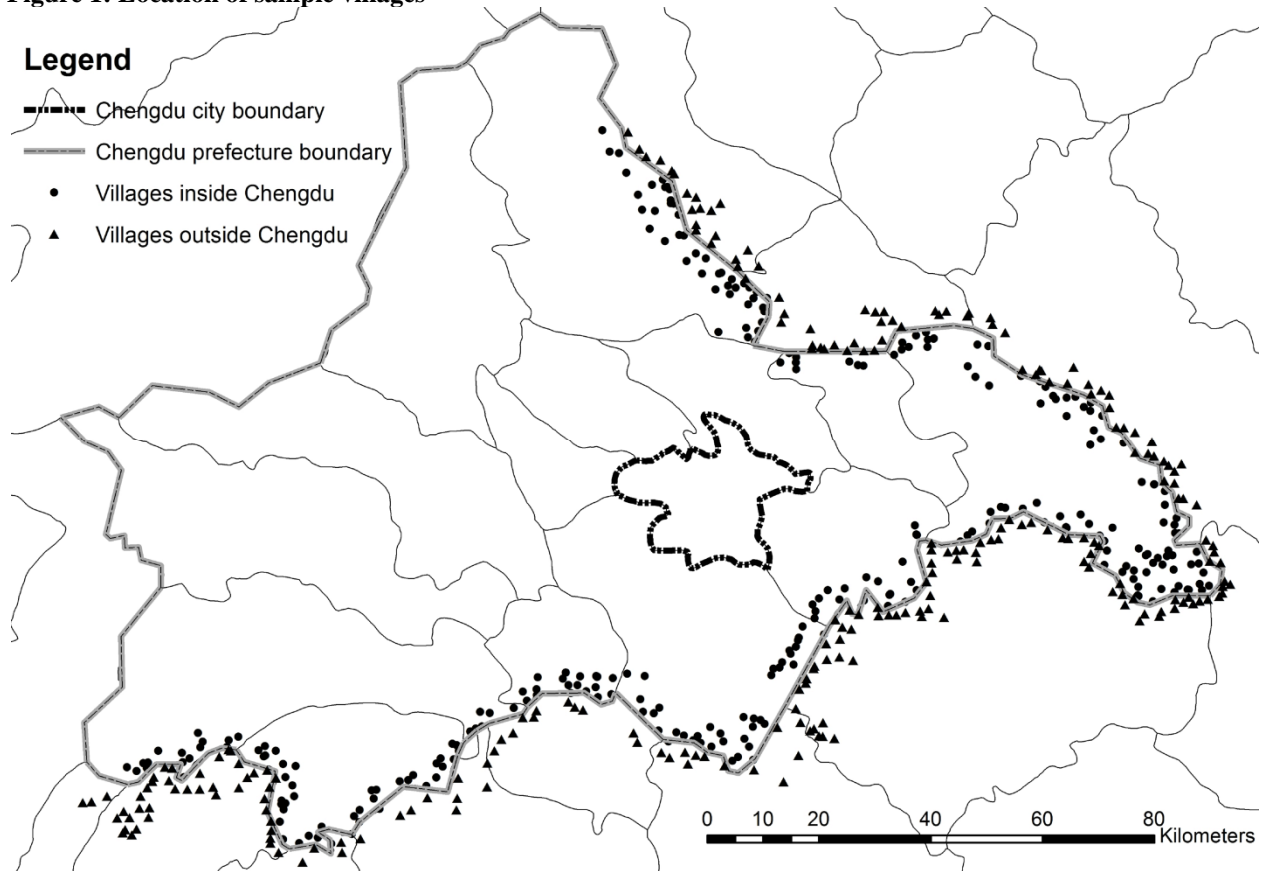 Figure 1: Location of sample villages
Legend
Chengdu city boundary
Chengdu prefecture boundary
Villages inside Chengdu
Villages outside Chengdu
0 10 20 40 60 80
Kilometers